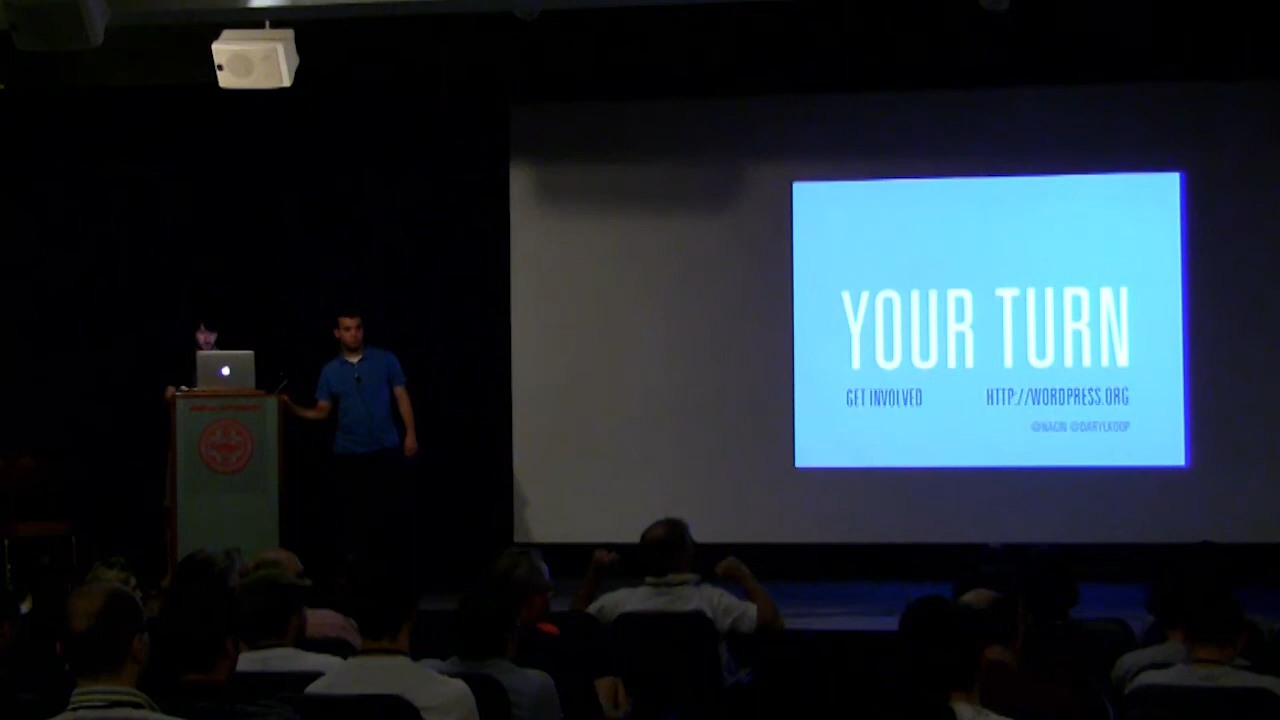 YOUR TURN
GET INVOLVED HTTP://WORDPRESS.ORG
@NACIN @DARYLKOOP